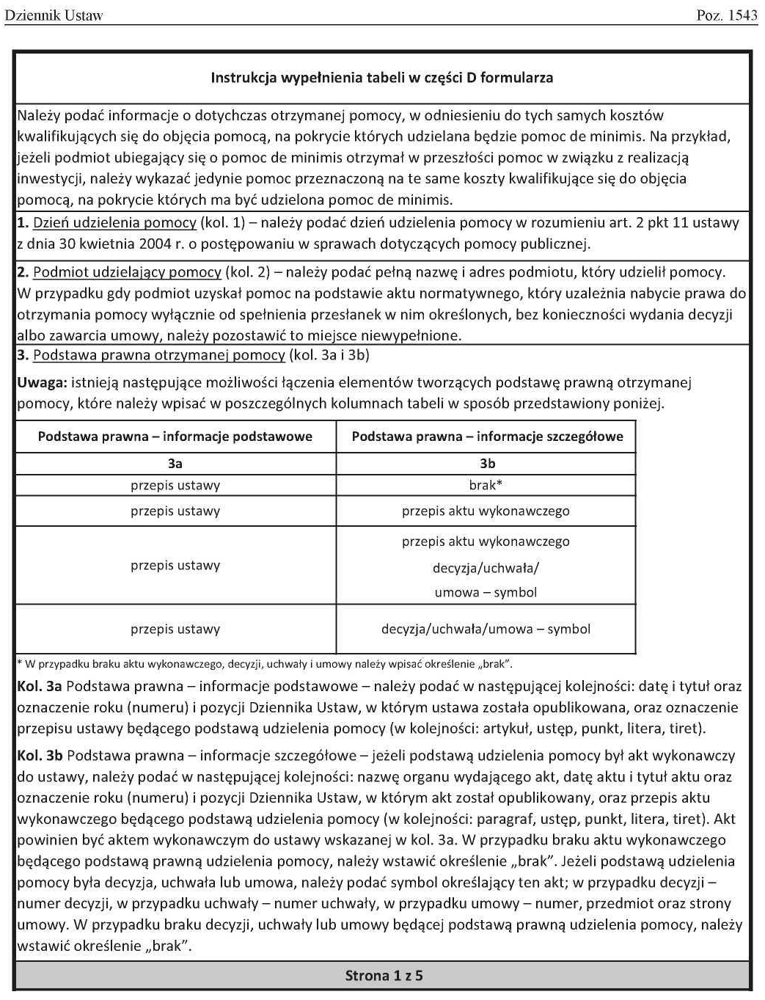 Dziennik Ustaw Poz. 1543
Instrukcja wypełnienia tabeli w części D formularza
Należy podać informacje o dotychczas otrzymanej pomocy, w odniesieniu do tych samych kosztów
kwalifikujących się do objęcia pomocą, na pokrycie których udzielana będzie pomoc de minimis. Na przykład,
jeżeli podmiot ubiegający się o pomoc de minimis otrzymał w przeszłości pomoc w związku z realizacją
inwestycji, należy wykazać jedynie pomoc przeznaczoną na te same koszty kwalifikujące się do objęcia
pomocą, na pokrycie których ma być udzielona pomoc de minimis.
1. Dzień udzielenia pomocy (kol. 1) – należy podać dzień udzielenia pomocy w rozumieniu art. 2 pkt 11 ustawy
z dnia 30 kwietnia 2004 r. o postępowaniu w sprawach dotyczących pomocy publicznej.
2. Podmiot udzielający pomocy (kol. 2) – należy podać pełną nazwę i adres podmiotu, który udzielił pomocy.
W przypadku gdy podmiot uzyskał pomoc na podstawie aktu normatywnego, który uzależnia nabycie prawa do
otrzymania pomocy wyłącznie od spełnienia przesłanek w nim określonych, bez konieczności wydania decyzji
albo zawarcia umowy, należy pozostawić to miejsce niewypełnione.
3. Podstawa prawna otrzymanej pomocy (kol. 3a i 3b)
Uwaga: istnieją następujące możliwości łączenia elementów tworzących podstawę prawną otrzymanej
pomocy, które należy wpisać w poszczególnych kolumnach tabeli w sposób przedstawiony poniżej.
Podstawa prawna – informacje podstawowe Podstawa prawna – informacje szczegółowe
3a 3b
przepis ustawy brak*
przepis ustawy przepis aktu wykonawczego
przepis aktu wykonawczego
przepis ustawy decyzja/uchwała/
umowa – symbol
przepis ustawy decyzja/uchwała/umowa – symbol
* W przypadku braku aktu wykonawczego, decyzji, uchwały i umowy należy wpisać określenie „brak”.
Kol. 3a Podstawa prawna – informacje podstawowe – należy podać w następującej kolejności: datę i tytuł oraz
oznaczenie roku (numeru) i pozycji Dziennika Ustaw, w którym ustawa została opublikowana, oraz oznaczenie
przepisu ustawy będącego podstawą udzielenia pomocy (w kolejności: artykuł, ustęp, punkt, litera, tiret).
Kol. 3b Podstawa prawna – informacje szczegółowe – jeżeli podstawą udzielenia pomocy był akt wykonawczy
do ustawy, należy podać w następującej kolejności: nazwę organu wydającego akt, datę aktu i tytuł aktu oraz
oznaczenie roku (numeru) i pozycji Dziennika Ustaw, w którym akt został opublikowany, oraz przepis aktu
wykonawczego będącego podstawą udzielenia pomocy (w kolejności: paragraf, ustęp, punkt, litera, tiret). Akt
powinien być aktem wykonawczym do ustawy wskazanej w kol. 3a. W przypadku braku aktu wykonawczego
będącego podstawą prawną udzielenia pomocy, należy wstawić określenie „brak”. Jeżeli podstawą udzielenia
pomocy była decyzja, uchwała lub umowa, należy podać symbol określający ten akt; w przypadku decyzji –
numer decyzji, w przypadku uchwały – numer uchwały, w przypadku umowy – numer, przedmiot oraz strony
umowy. W przypadku braku decyzji, uchwały lub umowy będącej podstawą prawną udzielenia pomocy, należy
wstawić określenie „brak”.
Strona 1 z 5